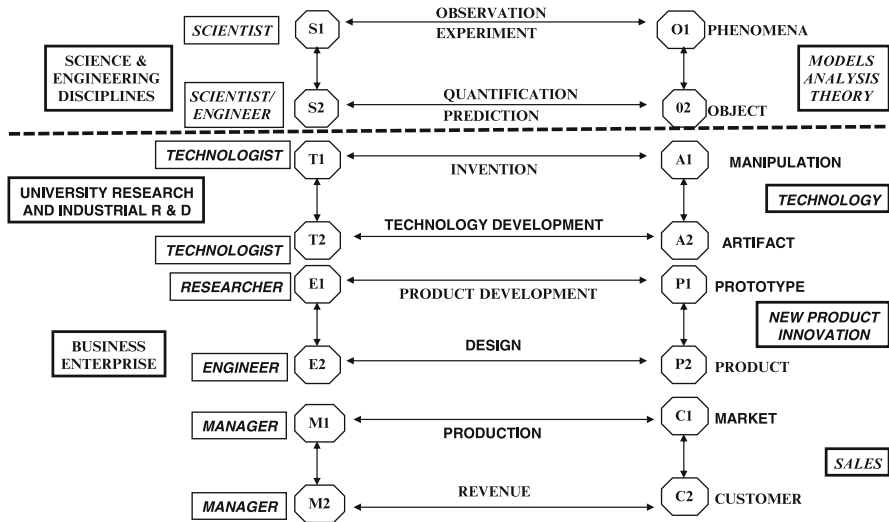 OBSERVATION
SCIENTIST
S1
O1
PHENOMENA
EXPERIMENT
SCIENCE &
ENGINEERING
DISCIPLINES
MODELS
ANALYSIS
THEORY
SCIENTIST/
ENGINEER
S2
QUANTIFICATION
PREDICTION
02
OBJECT
TECHNOLOGIST
T1
INVENTION
A1
MANIPULATION
UNIVERSITY RESEARCH
AND INDUSTRIAL R & D
TECHNOLOGY
TECHNOLOGIST
T2
TECHNOLOGY DEVELOPMENT
A2
ARTIFACT
RESEARCHER
E1
PRODUCT DEVELOPMENT
P1
PROTOTYPE
NEW PRODUCT
INNOVATION
BUSINESS
ENTERPRISE
ENGINEER
E2
DESIGN
P2
PRODUCT
MANAGER
M1
PRODUCTION
C1
MARKET
SALES
MANAGER
M2
REVENUE
C2
CUSTOMER